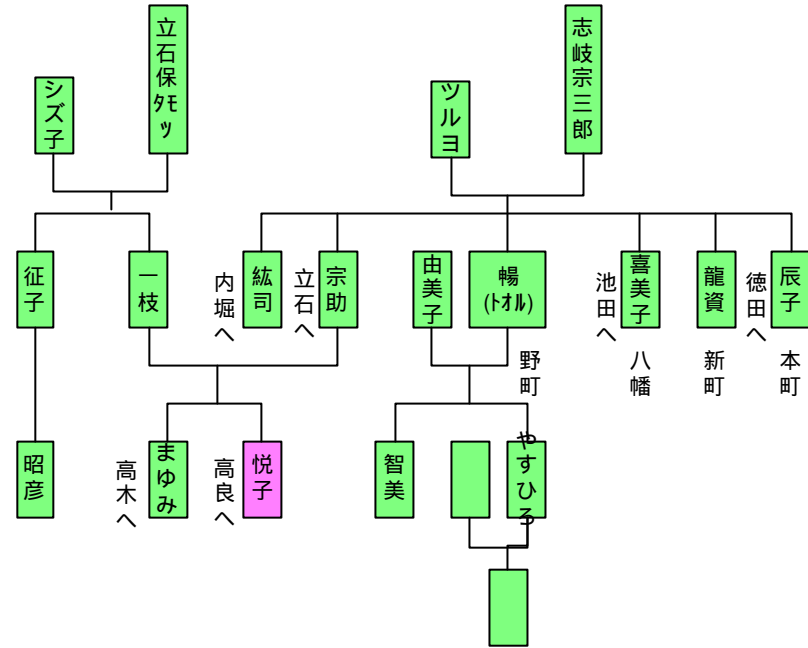 立石保タモツ
志岐宗三郎
シズ子
ツルヨ
征子
一枝
内堀へ
紘司
立石へ
宗助
由美子
暢
(トオル)
池田へ
喜美子
龍資
徳田へ
辰子
野町
八幡
新町
本町
昭彦
高木へ
まゆみ
高良へ
悦子
智美
やすひろ